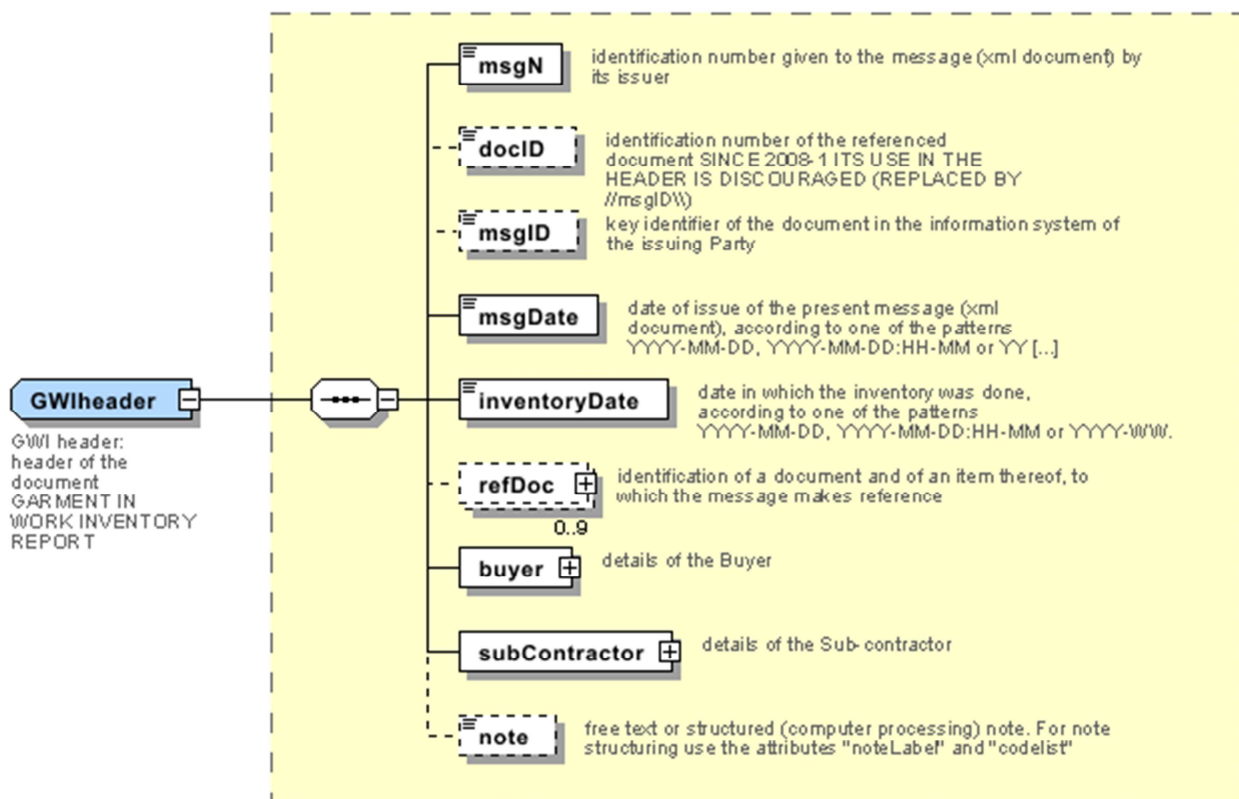 msgN
identification number given to the message (xml document) by
its issuer
docID
identification number of the referenced
document SINCE 2008-1 ITS USE IN THE
HEADER IS DISCOURAGED (REPLACED BY
//msgID\\)
msgID
key identifier of the document in the information system of
the issuing Party
msgDate
date of issue of the present message (xml
document), according to one of the patterns
YYYY-MM-DD, YYYY-MM-DD:HH-MM or YY [...]
GWIheader
GWI header:
header of the
document
GARMENT IN
WORK INVENTORY
REPORT
inventoryDate
date in which the inventory was done,
according to one of the patterns
YYYY-MM-DD, YYYY-MM-DD:HH-MM or YYYY-WW.
refDoc
0..9
identification of a document and of an item thereof, to
which the message makes reference
buyer
details of the Buyer
subContractor
details of the Sub-contractor
note
free text or structured (computer processing) note. For note
structuring use the attributes "noteLabel" and "codelist"